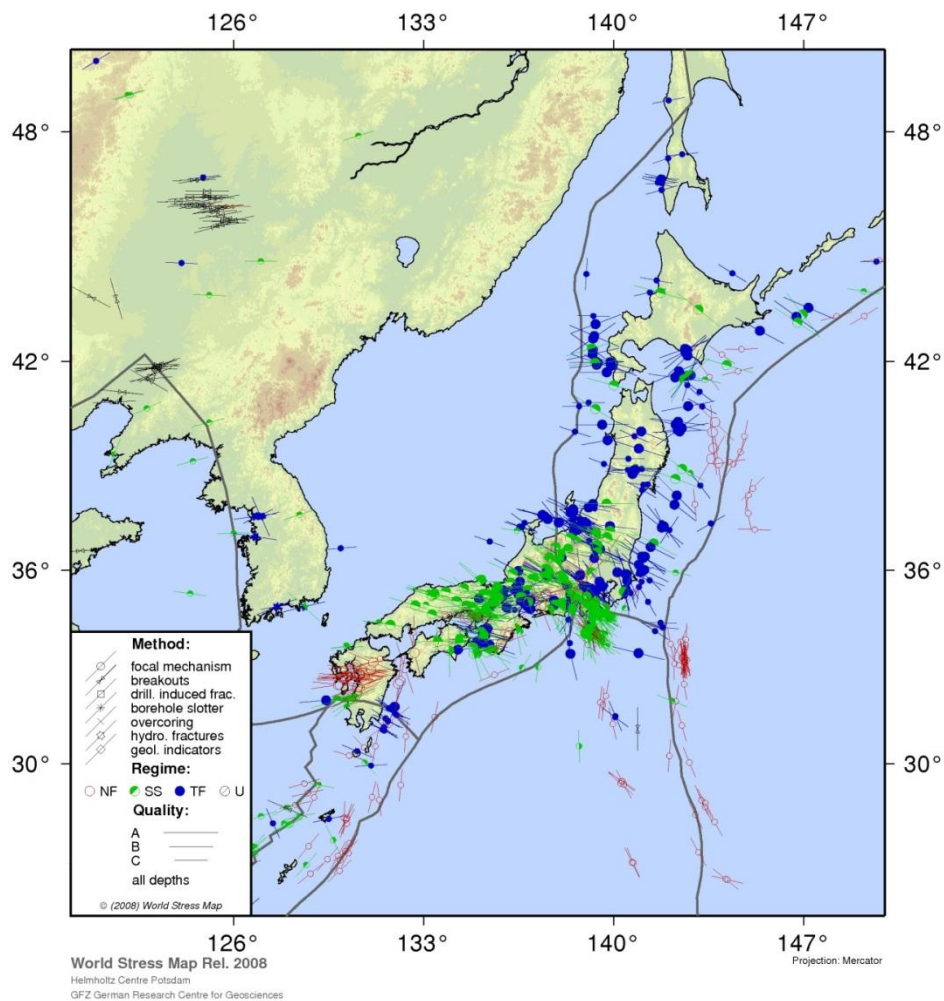 126° 133° 140° 147°
48° 48°
42° 42°
36° 36°
30° 30°
Method:
focal mechanism
breakouts
drill. induced frac.
borehole slotter
overcoring
hydro. fractures
geol. indicators
Regime:
NF SS TF U
Quality:
A
B
C
all depths
© (2008) World Stress Map
126° 133° 140° 147°
World Stress Map Rel. 2008
Projection: Mercator
Helmholtz Centre Potsdam
GFZ German Research Centre for Geosciences